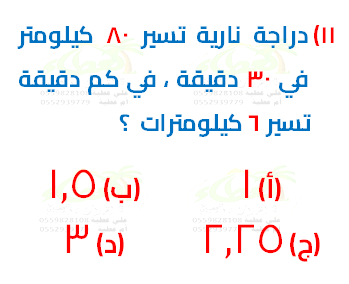 ١١) دراجة نارية تسير ٨٠ كيلومتر
في ٣٠ دقيقة ، في كم دقيقة
تسير ٦ كيلومترات ؟
(أ) ١ (ب) ١,٥
(ج) ٢,٢٥ (د) ٣